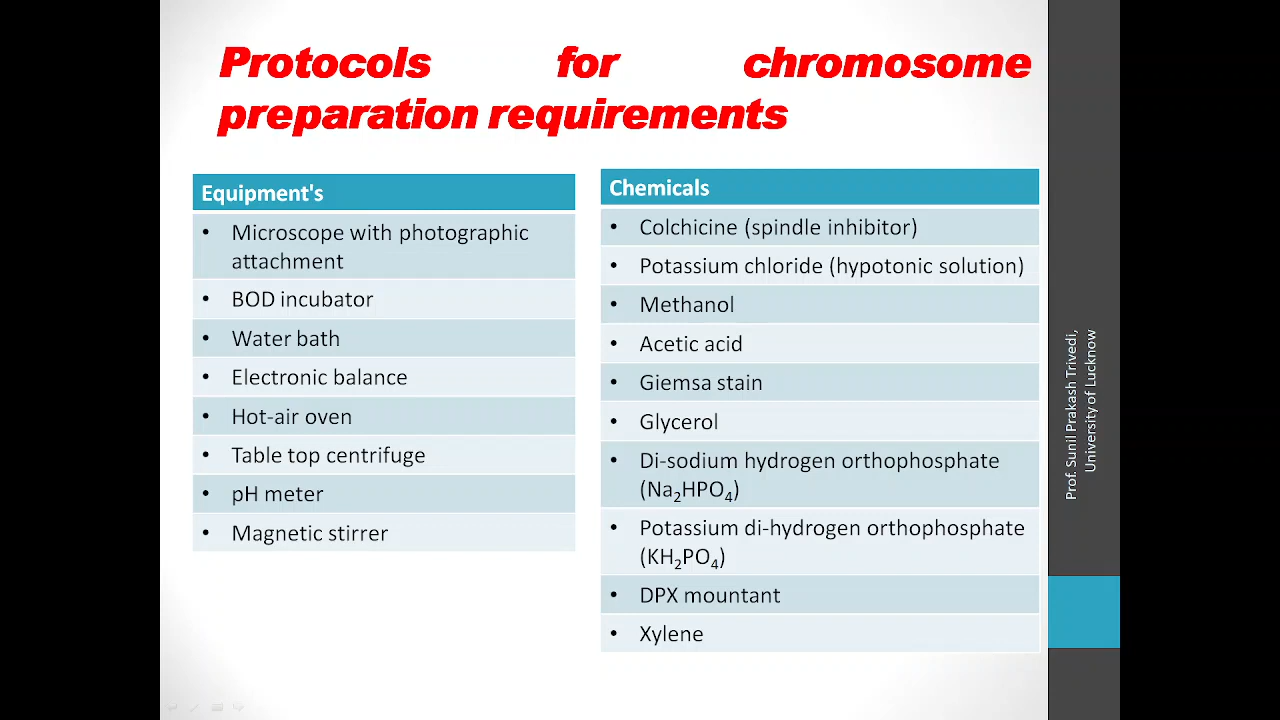 Protocols for chromosome
preparation requirements
Equipment's
• Microscope with photographic
attachment
• BOD incubator
• Water bath
• Electronic balance
• Hot-air oven
• Table top centrifuge
• pH meter
• Magnetic stirrer
Chemicals
• Colchicine (spindle inhibitor)
• Potassium chloride (hypotonic solution)
• Methanol
• Acetic acid
• Giemsa stain
• Glycerol
• Di-sodium hydrogen orthophosphate
(Na₂HPO₄)
• Potassium di-hydrogen orthophosphate
(KH₂PO₄)
• DPX mountant
• Xylene
Prof. Sunil Prakash Trivedi,
University of Lucknow